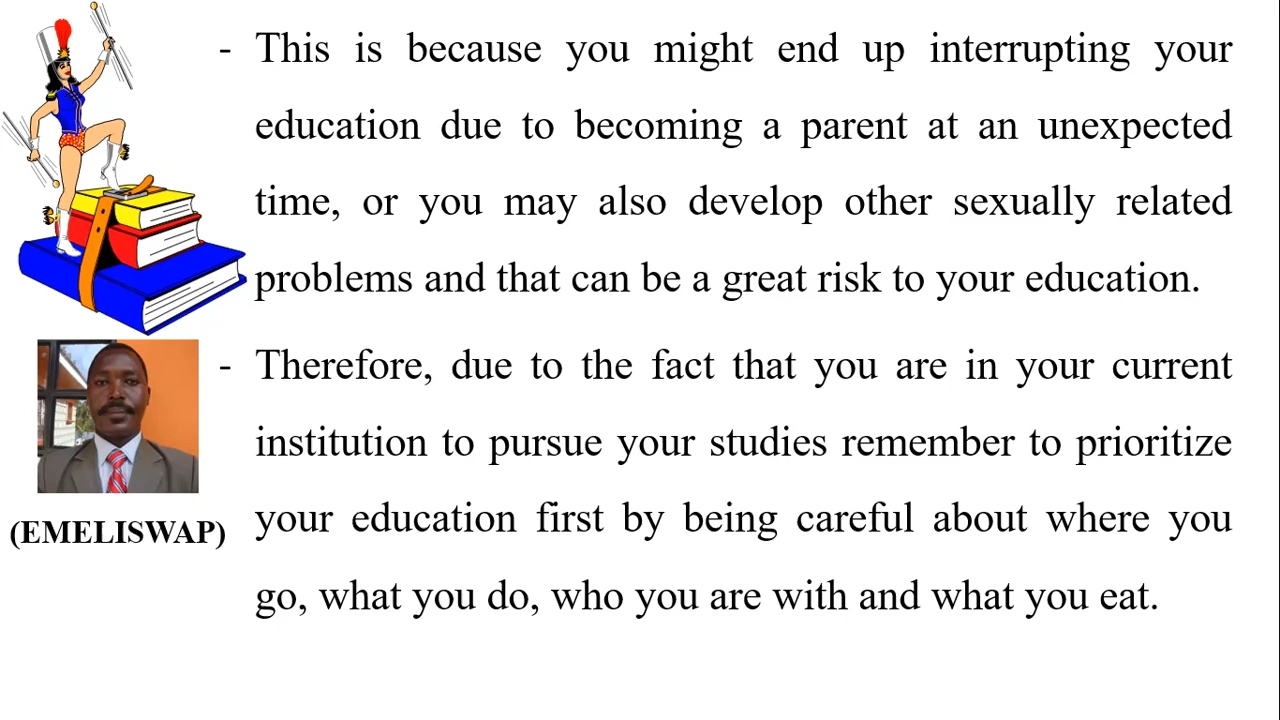 - This is because you might end up interrupting your
education due to becoming a parent at an unexpected
time, or you may also develop other sexually related
problems and that can be a great risk to your education.
- Therefore, due to the fact that you are in your current
institution to pursue your studies remember to prioritize
your education first by being careful about where you
go, what you do, who you are with and what you eat.
(EMELISWAP)